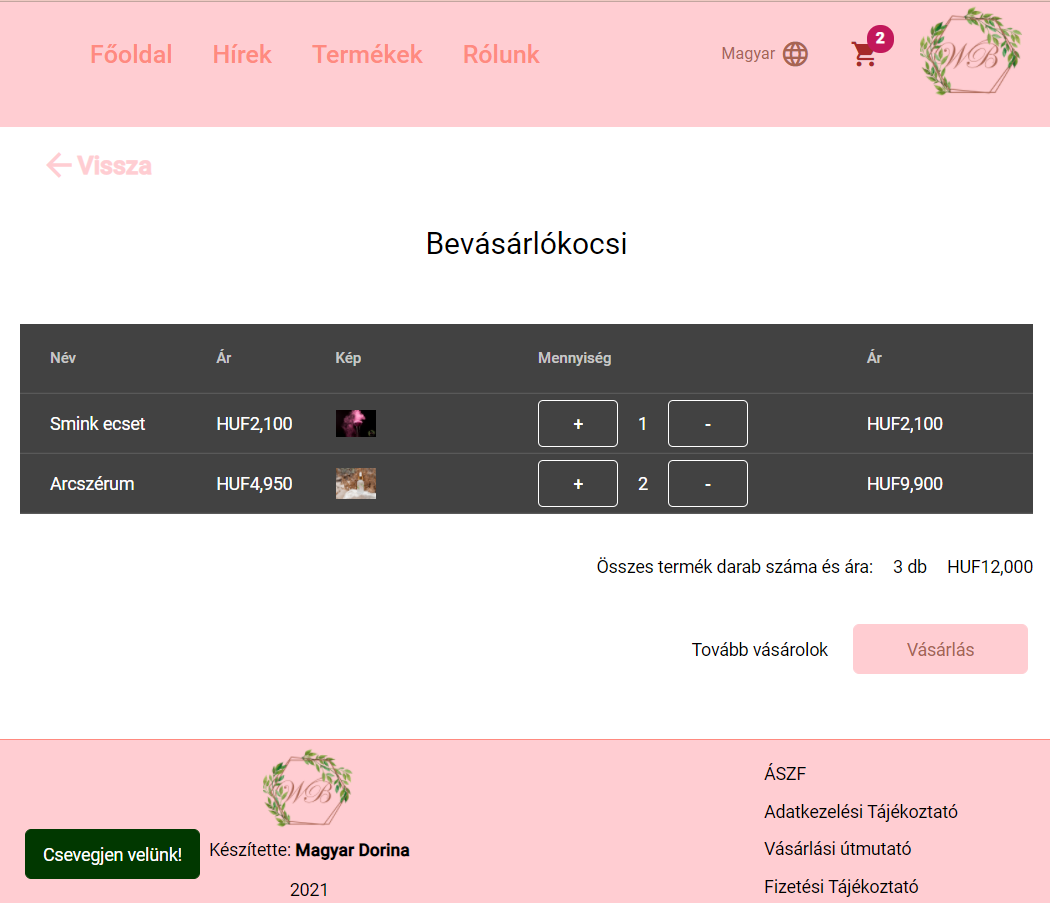 Főoldal Hírek Termékek Rólunk Magyar 2 WB
Vissza
Bevásárlókocsi
Név Ár Kép Mennyiség Ár
Smink ecset HUF2,100 + 1 - HUF2,100
Arcszérum HUF4,950 + 2 - HUF9,900
Összes termék darab száma és ára: 3 db HUF12,000
Tovább vásárolok Vásárlás
WB
Csevegjen velünk!
Készítette: Magyar Dorina
2021
ÁSZF
Adatkezelési Tájékoztató
Vásárlási útmutató
Fizetési Tájékoztató